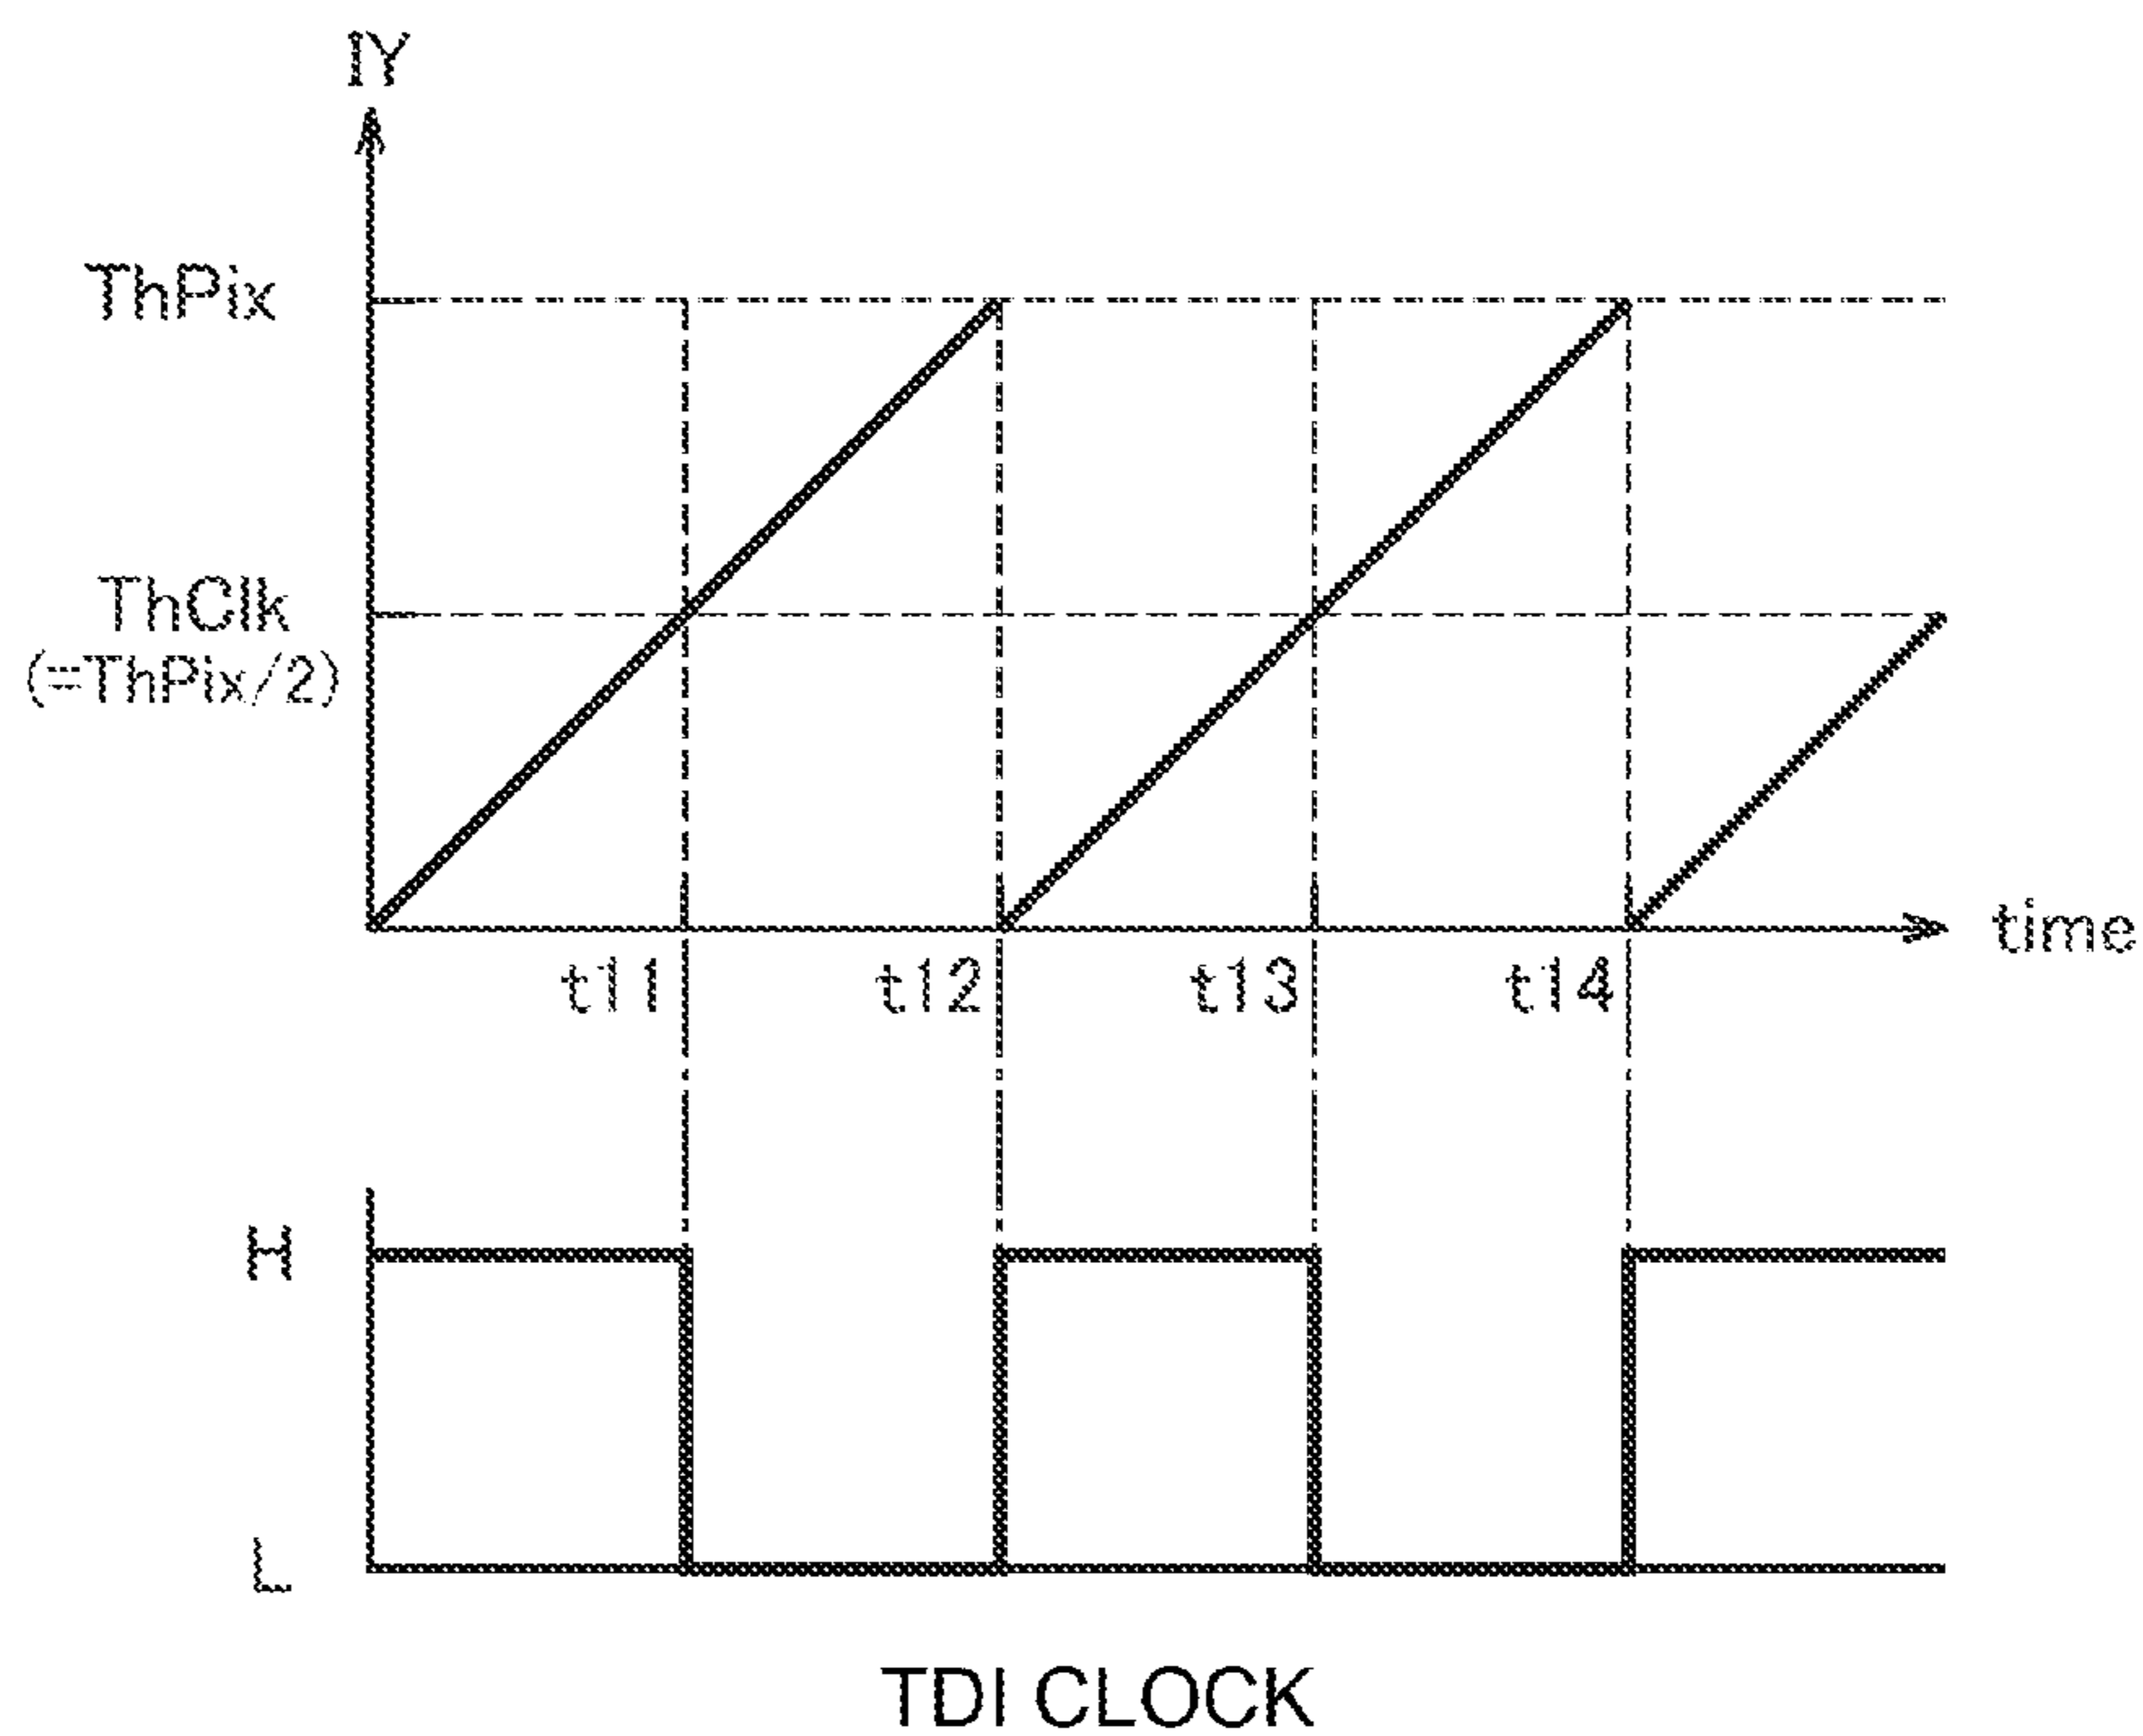 IY
ThPix
ThClk
(=ThPix/2)
time
t11 t12 t13 t14
H
L
TDI CLOCK